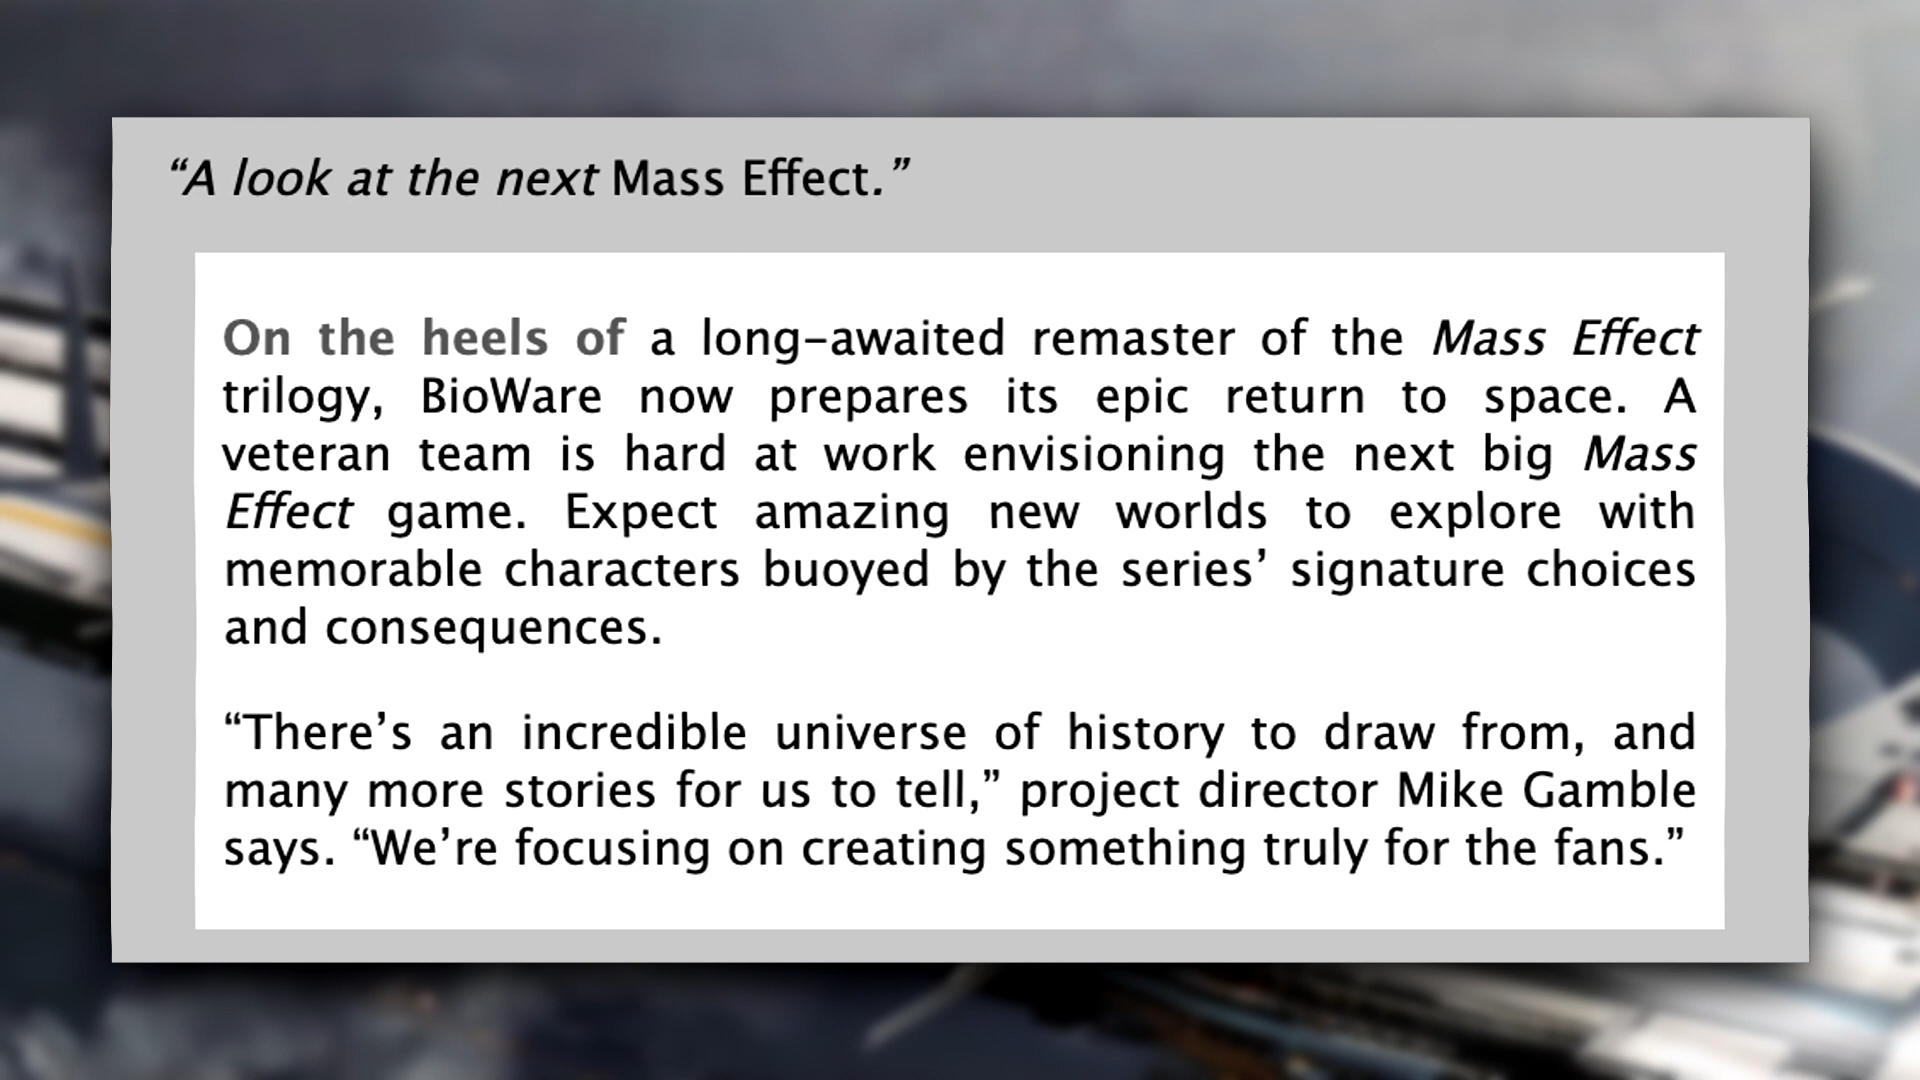 “A look at the next Mass Effect.”
On the heels of a long–awaited remaster of the Mass Effect
trilogy, BioWare now prepares its epic return to space. A
veteran team is hard at work envisioning the next big Mass
Effect game. Expect amazing new worlds to explore with
memorable characters buoyed by the series’ signature choices
and consequences.
“There’s an incredible universe of history to draw from, and
many more stories for us to tell,” project director Mike Gamble
says. “We’re focusing on creating something truly for the fans.”